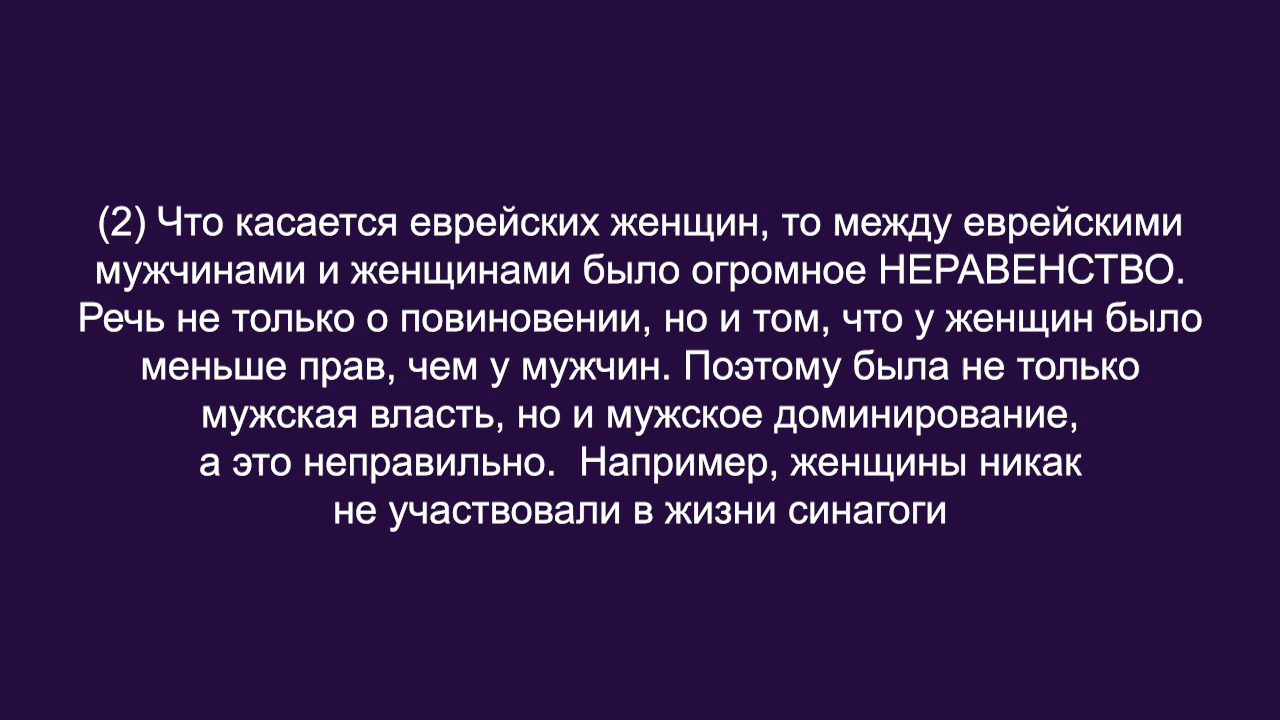 (2) Что касается еврейских женщин, то между еврейскими
мужчинами и женщинами было огромное НЕРАВЕНСТВО.
Речь не только о повиновении, но и том, что у женщин было
меньше прав, чем у мужчин. Поэтому была не только
мужская власть, но и мужское доминирование,
а это неправильно.  Например, женщины никак
не участвовали в жизни синагоги